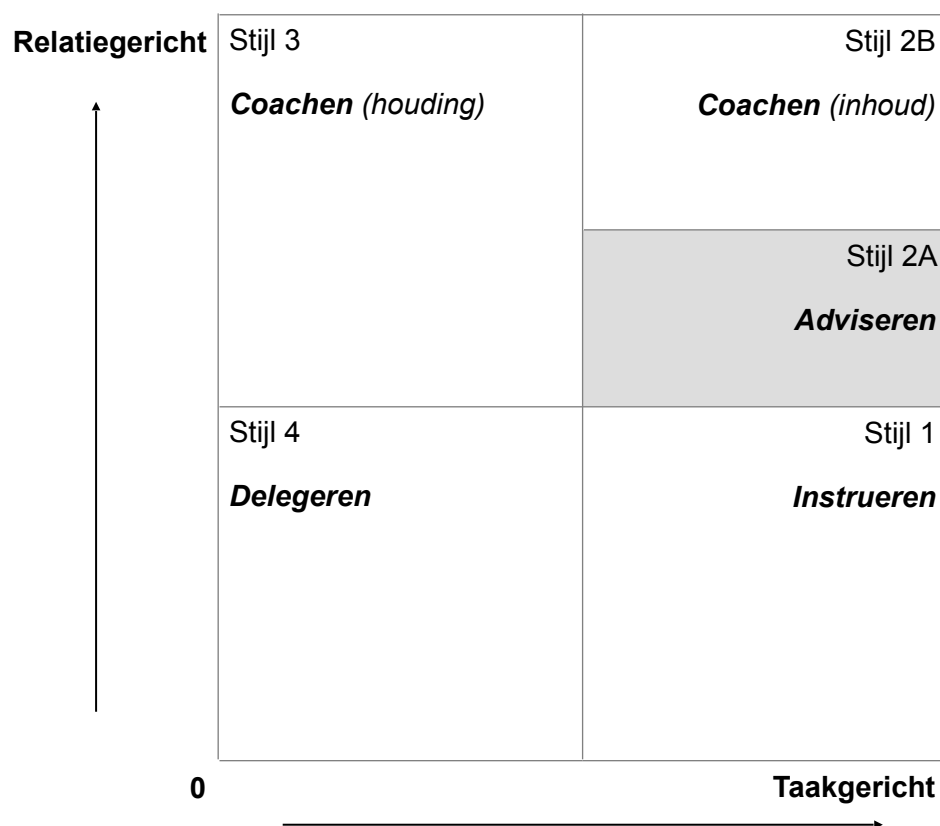 Relatiegericht
Stijl 3
Coachen (houding)
Stijl 2B
Coachen (inhoud)
Stijl 2A
Adviseren
Stijl 4
Delegeren
Stijl 1
Instrueren
0
Taakgericht